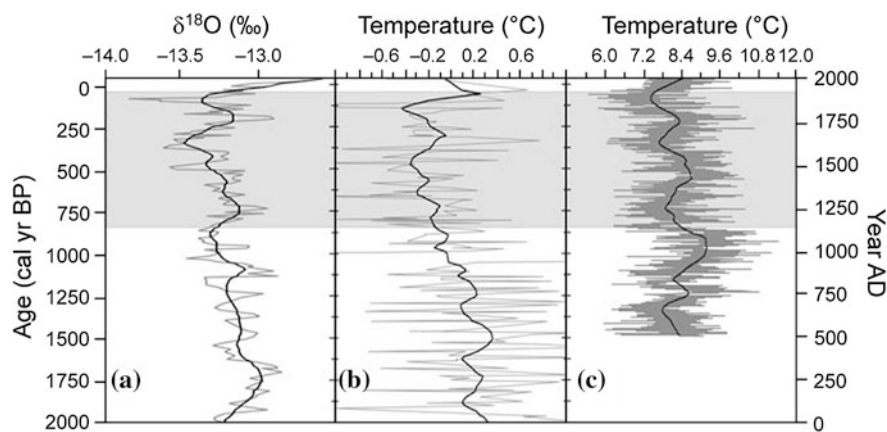 δ¹⁸O (‰) Temperature (°C) Temperature (°C)
−14.0 −13.5 −13.0 −0.6 −0.2 0.2 0.6 6.0 7.2 8.4 9.6 10.8 12.0
0 2000
250 1750
500 1500
750 1250
1000 1000
1250 750
1500 500
1750 250
2000 0
Age (cal yr BP)
Year AD
(a) (b) (c)